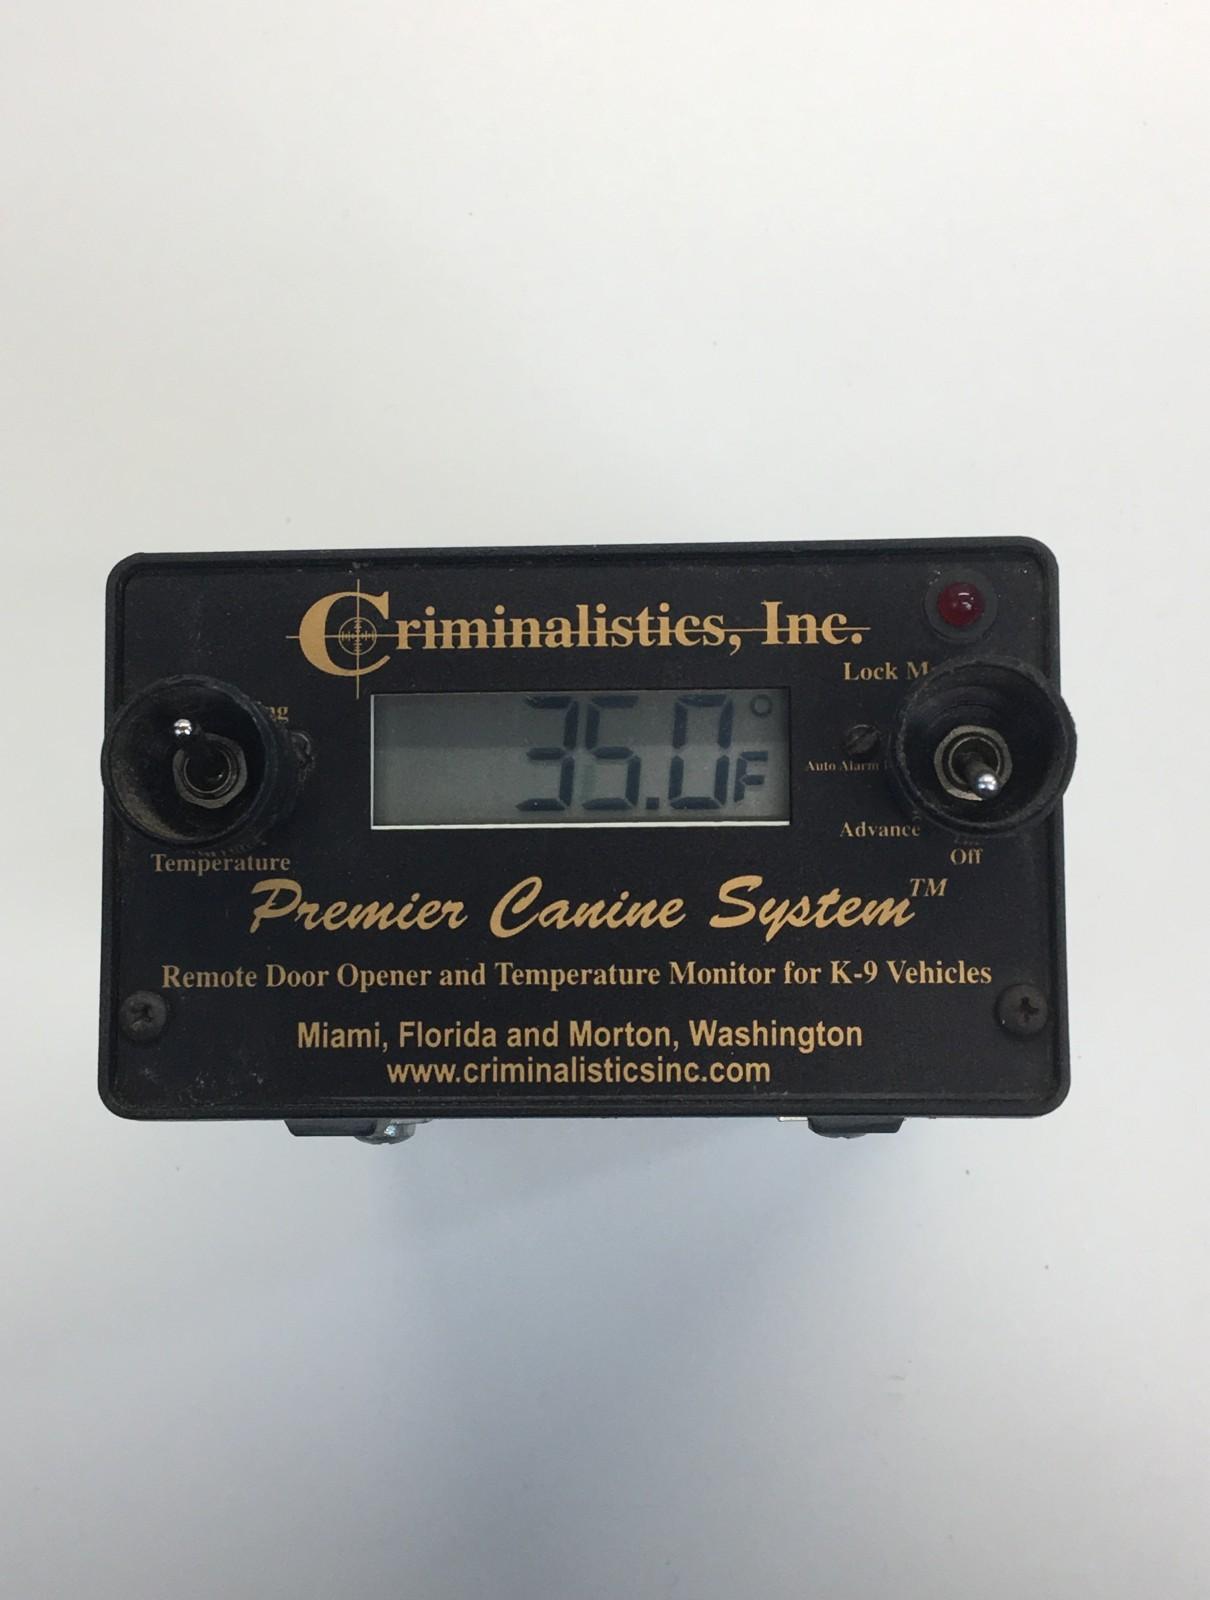 Criminalistics, Inc.
Lock
35.0°F
Auto Alarm
Advance
Off
Temperature
Premier Canine System™
Remote Door Opener and Temperature Monitor for K-9 Vehicles
Miami, Florida and Morton, Washington
www.criminalisticsinc.com